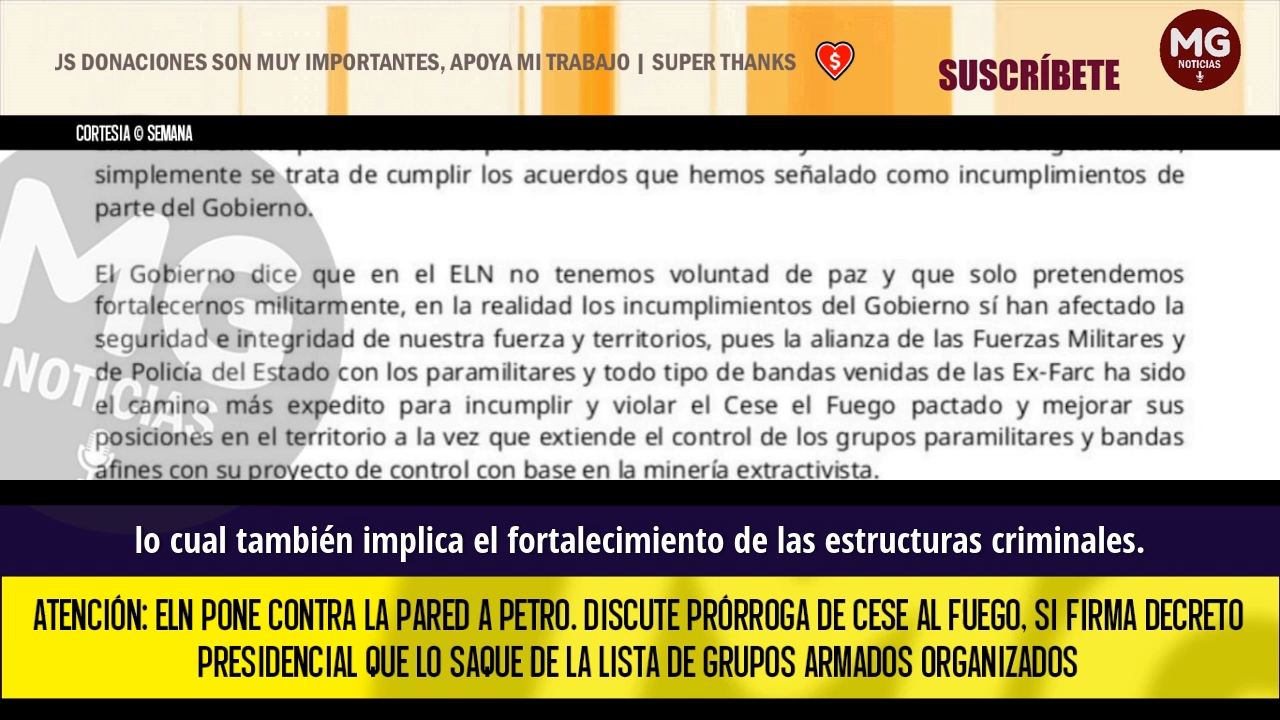 JS DONACIONES SON MUY IMPORTANTES, APOYA MI TRABAJO | SUPER THANKS
$
SUSCRÍBETE
MG
NOTICIAS
CORTESIA © SEMANA
simplemente se trata de cumplir los acuerdos que hemos señalado como incumplimientos de
parte del Gobierno.
El Gobierno dice que en el ELN no tenemos voluntad de paz y que solo pretendemos
fortalecernos militarmente, en la realidad los incumplimientos del Gobierno sí han afectado la
seguridad e integridad de nuestra fuerza y territorios, pues la alianza de las Fuerzas Militares y
de Policía del Estado con los paramilitares y todo tipo de bandas venidas de las Ex-Farc ha sido
el camino más expedito para incumplir y violar el Cese el Fuego pactado y mejorar sus
posiciones en el territorio a la vez que extiende el control de los grupos paramilitares y bandas
afines con su proyecto de control con base en la minería extractivista.
MG
NOTICIAS
lo cual también implica el fortalecimiento de las estructuras criminales.
ATENCIÓN: ELN PONE CONTRA LA PARED A PETRO. DISCUTE PRÓRROGA DE CESE AL FUEGO, SI FIRMA DECRETO
PRESIDENCIAL QUE LO SAQUE DE LA LISTA DE GRUPOS ARMADOS ORGANIZADOS